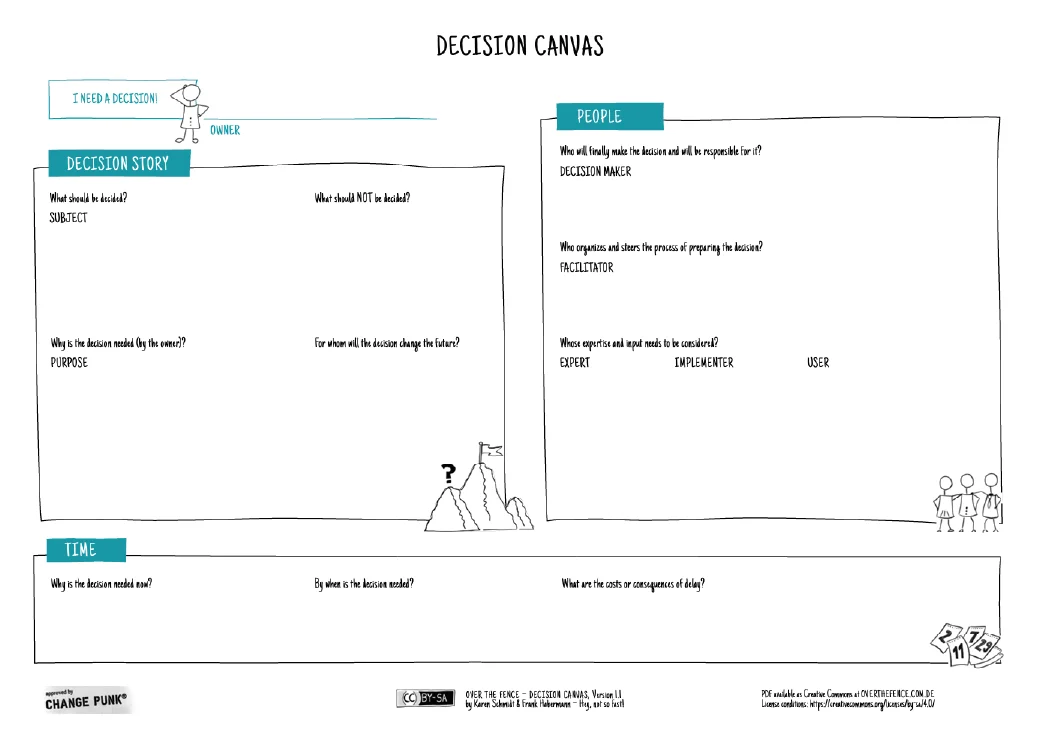 DECISION CANVAS
I NEED A DECISION!
OWNER
DECISION STORY
What should be decided?
SUBJECT
What should NOT be decided?
Why is the decision needed (by the owner)?
PURPOSE
For whom will the decision change the future?
?
PEOPLE
Who will finally make the decision and will be responsible for it?
DECISION MAKER
Who organizes and steers the process of preparing the decision?
FACILITATOR
Whose expertise and input needs to be considered?
EXPERT
IMPLEMENTER
USER
TIME
Why is the decision needed now?
By when is the decision needed?
What are the costs or consequences of delay?
2
11
7
29
approved by
CHANGE PUNK®
CC BY-SA
OVER THE FENCE – DECISION CANVAS, Version 1.1
by Karen Schmidt & Frank Habermann – Hey, not so fast!
PDF available as Creative Commons at OVERTHEFENCE.COM.DE
License conditions: https://creativecommons.org/licenses/by-sa/4.0/